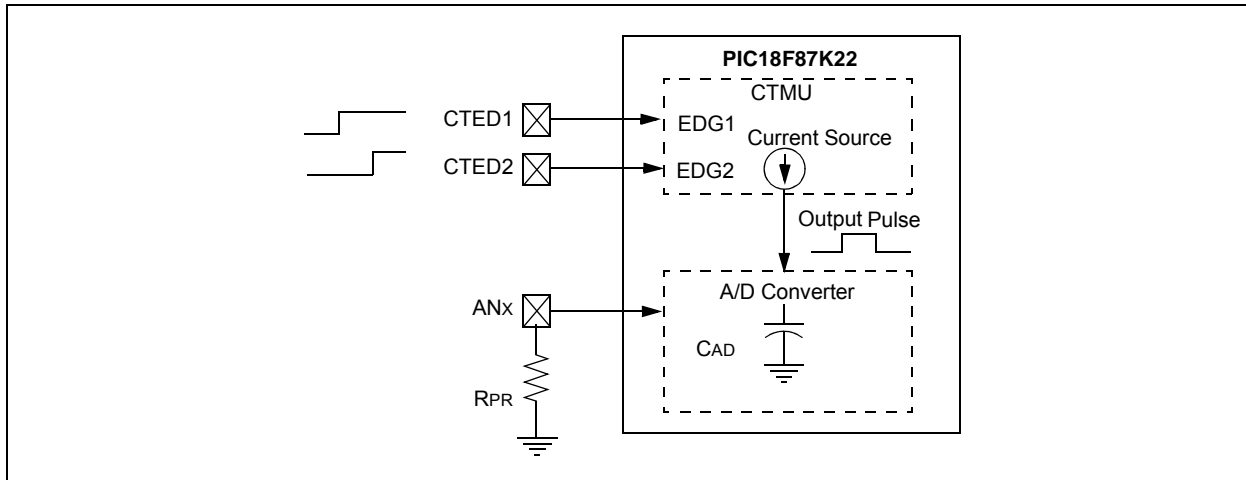 PIC18F87K22
CTMU
CTED1
EDG1
Current Source
CTED2
EDG2
Output Pulse
A/D Converter
ANX
CAD
RPR